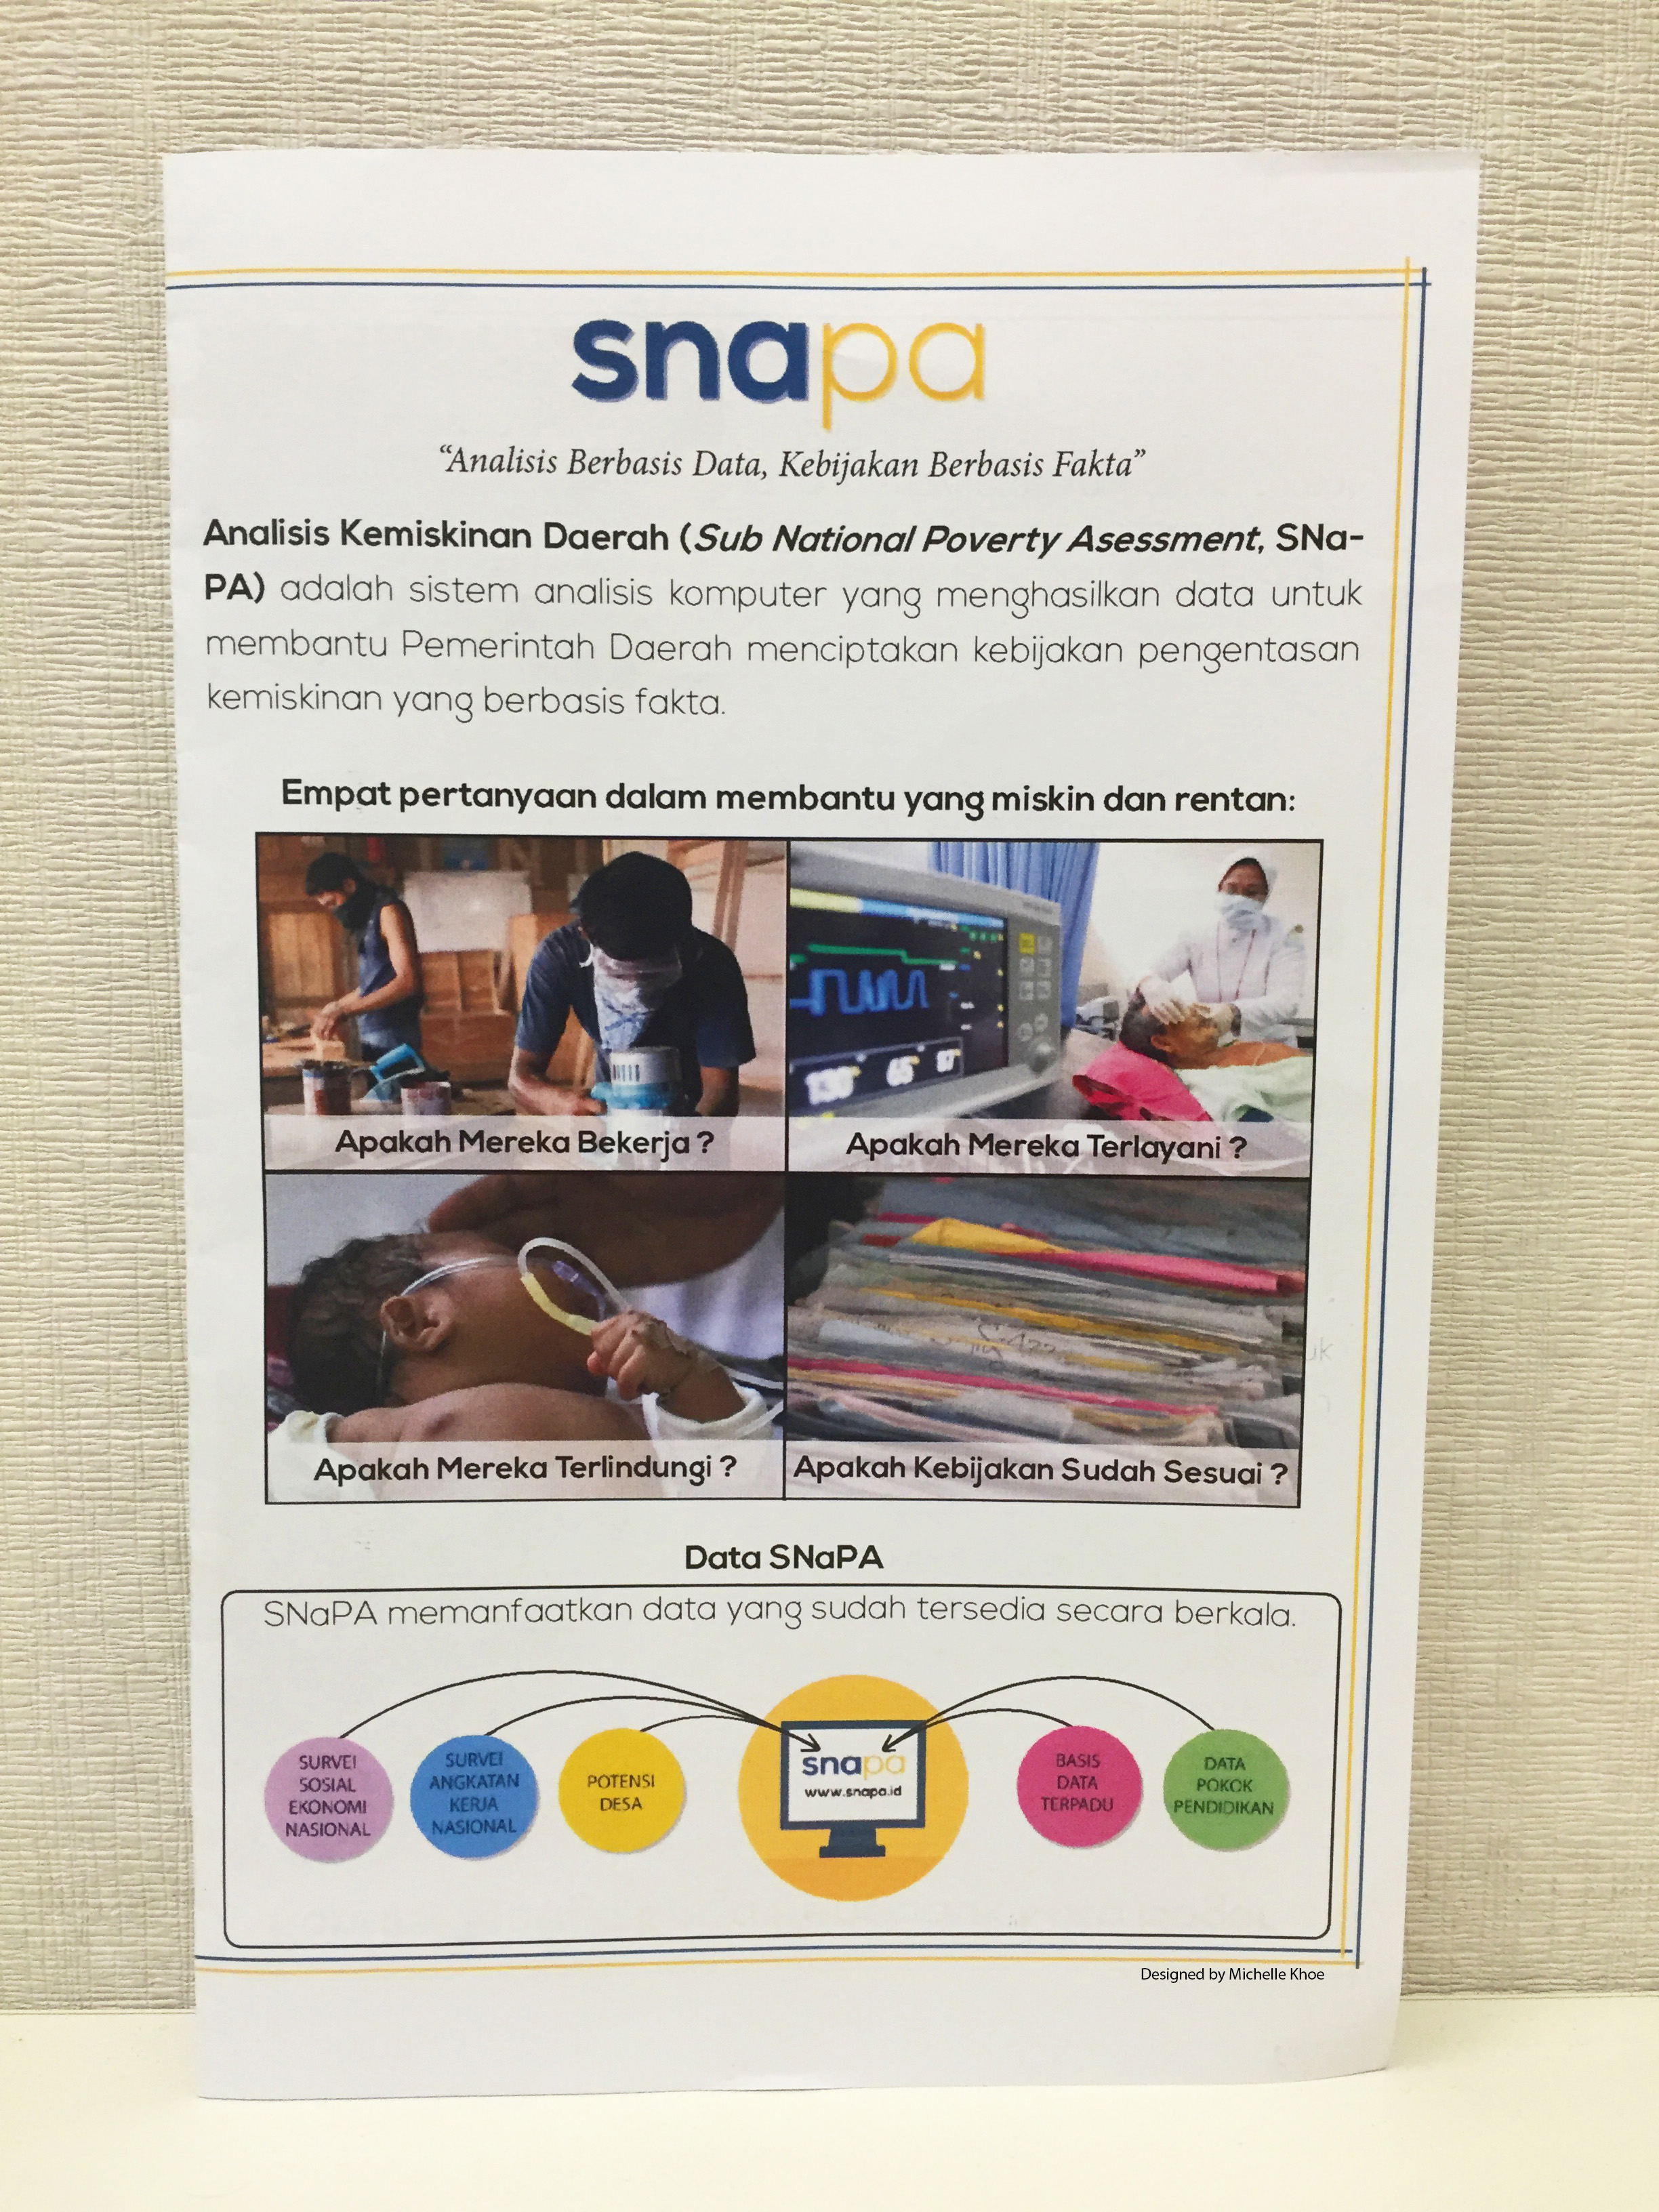 snapa
“Analisis Berbasis Data, Kebijakan Berbasis Fakta”
Analisis Kemiskinan Daerah (Sub National Poverty Asessment, SNa-
PA) adalah sistem analisis komputer yang menghasilkan data untuk
membantu Pemerintah Daerah menciptakan kebijakan pengentasan
kemiskinan yang berbasis fakta.
Empat pertanyaan dalam membantu yang miskin dan rentan:
Apakah Mereka Bekerja ?
Apakah Mereka Terlayani ?
Apakah Mereka Terlindungi ?
Apakah Kebijakan Sudah Sesuai ?
Data SNaPA
SNaPA memanfaatkan data yang sudah tersedia secara berkala.
SURVEI
SOSIAL
EKONOMI
NASIONAL
SURVEI
ANGKATAN
KERJA
NASIONAL
POTENSI
DESA
snapa
www.snapa.id
BASIS
DATA
TERPADU
DATA
POKOK
PENDIDIKAN
Designed by Michelle Khoe